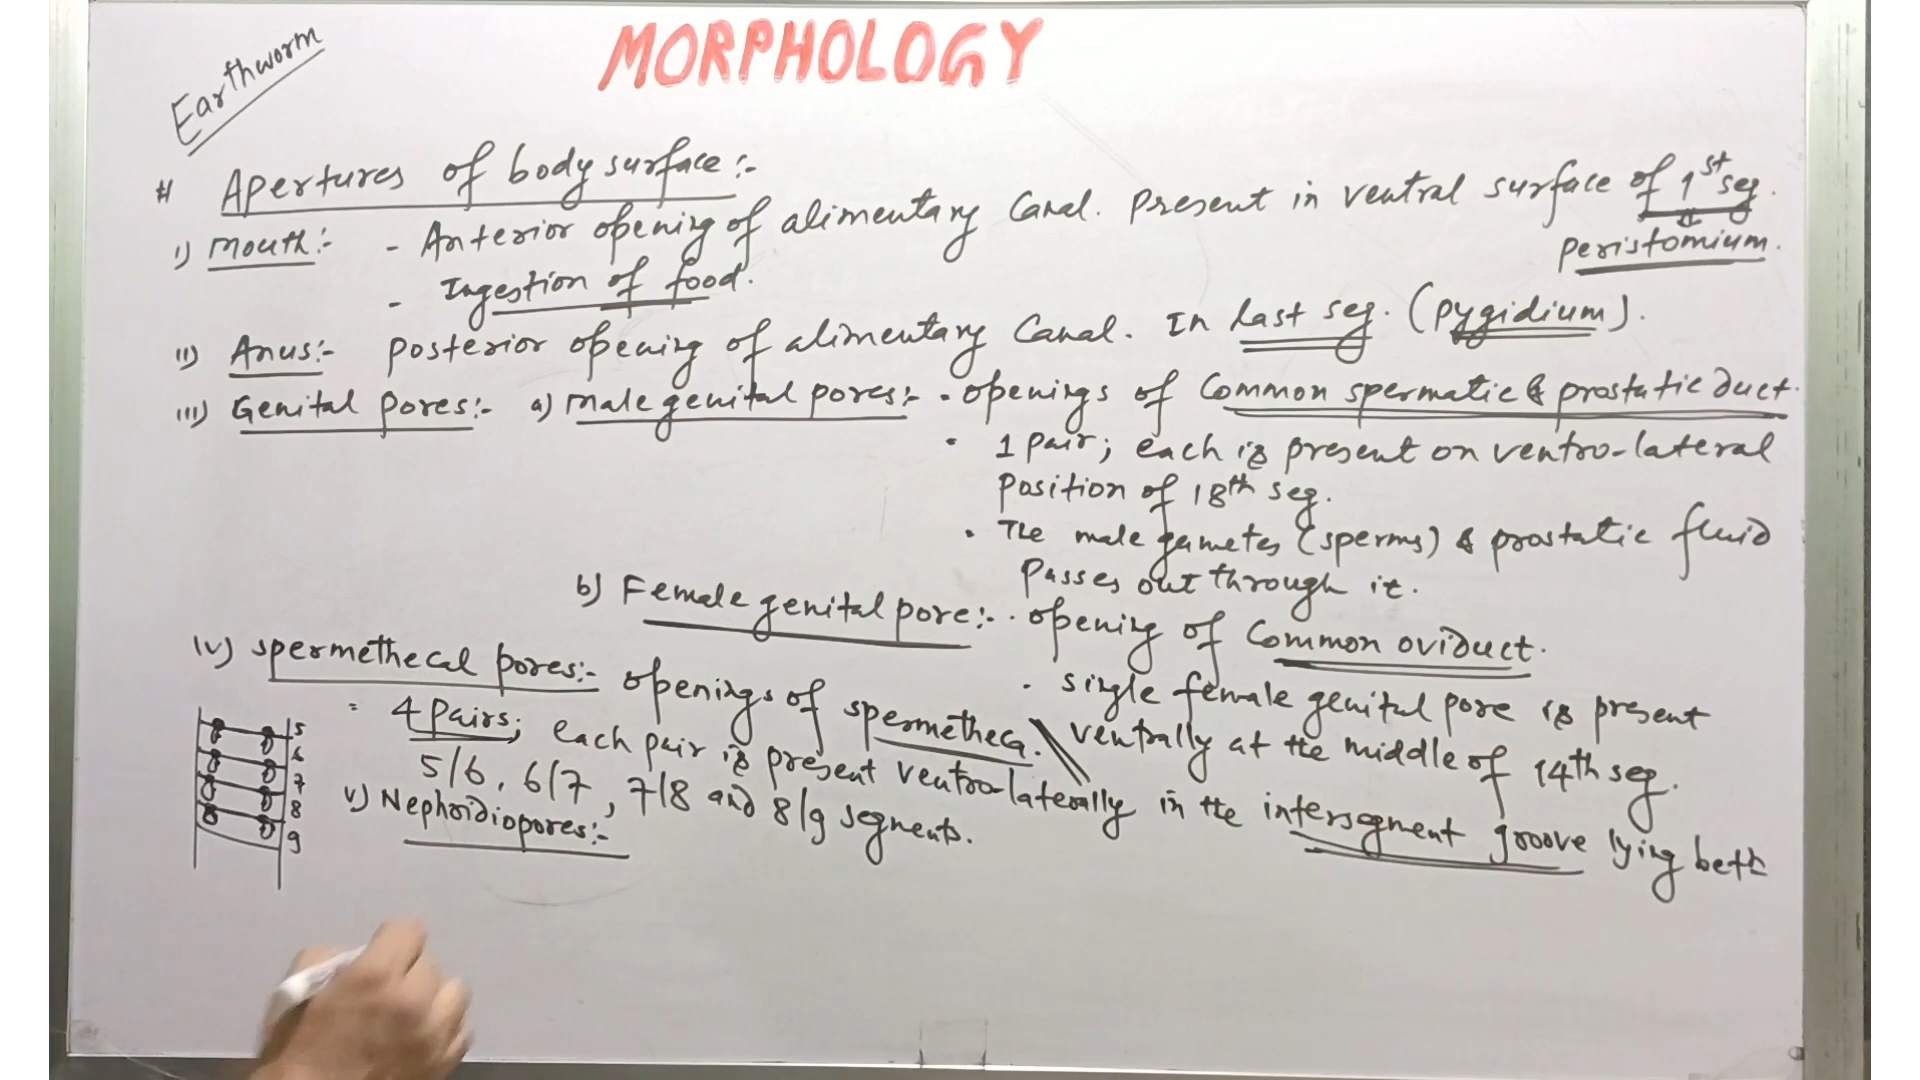 Earthworm
MORPHOLOGY
# Apertures of body surface:-
i) Mouth:- - Anterior opening of alimentary Canal. Present in ventral surface of 1st seg.
Peristomium.
- Ingestion of food.
ii) Anus:- Posterior opening of alimentary Canal. In last seg. (Pygidium).
iii) Genital Pores:- a) Male genital pores:- • openings of Common spermatic & prostatic duct.
• 1 pair; each is present on ventro-lateral
position of 18th seg.
• The male gametes (sperms) & prostatic fluid
passes out through it.
b) Female genital pore:- • opening of Common oviduct.
• Single female genital pore is present
ventrally at the middle of 14th seg.
iv) Spermethecal pores:- openings of spermetheca.
= 4 pairs; each pair is present ventro-laterally in the intersegment groove lying betn
5/6, 6/7, 7/8 and 8/9 segments.
5
6
7
8
9
v) Nephridiopores:-